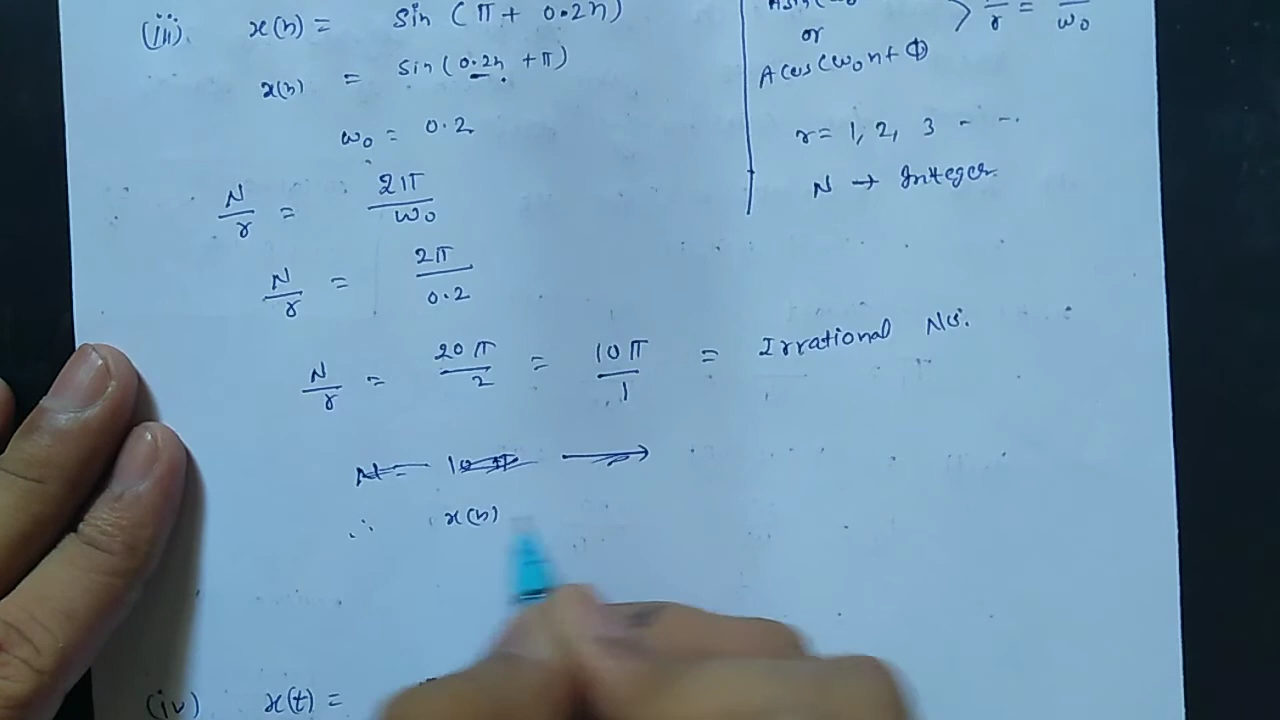 (iii). x(n) = sin (π + 0.2n)
x(n) = sin(0.2n + π)
ω₀ = 0.2
N/r = 2π/ω₀
N/r = 2π/0.2
N/r = 20π/2 = 10π/1 = Irrational No.
∴ x(n)
(iv) x(t) =
or
A cos(ω₀n + ϕ
r = 1, 2, 3 - -.
N → Integer